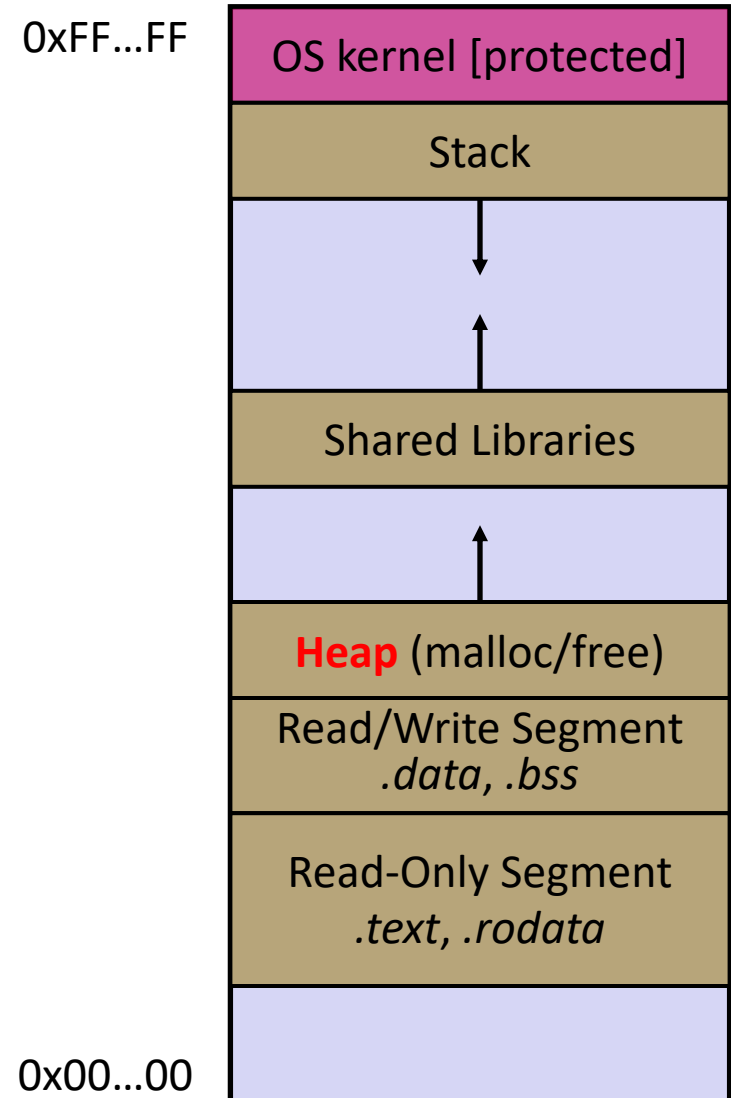 0xFF…FF
OS kernel [protected]
Stack
Shared Libraries
Heap (malloc/free)
Read/Write Segment
.data, .bss
Read-Only Segment
.text, .rodata
0x00…00